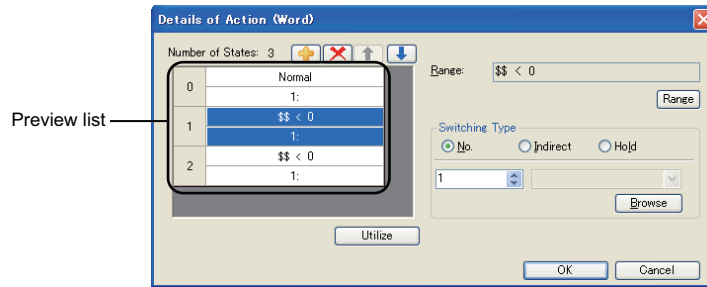 Details of Action (Word)
Number of States: 3
0
Normal
1:
1
$$ < 0
1:
2
$$ < 0
1:
Preview list
Utilize
Range:
$$ < 0
Range
Switching Type
No.
Indirect
Hold
1
Browse
OK
Cancel